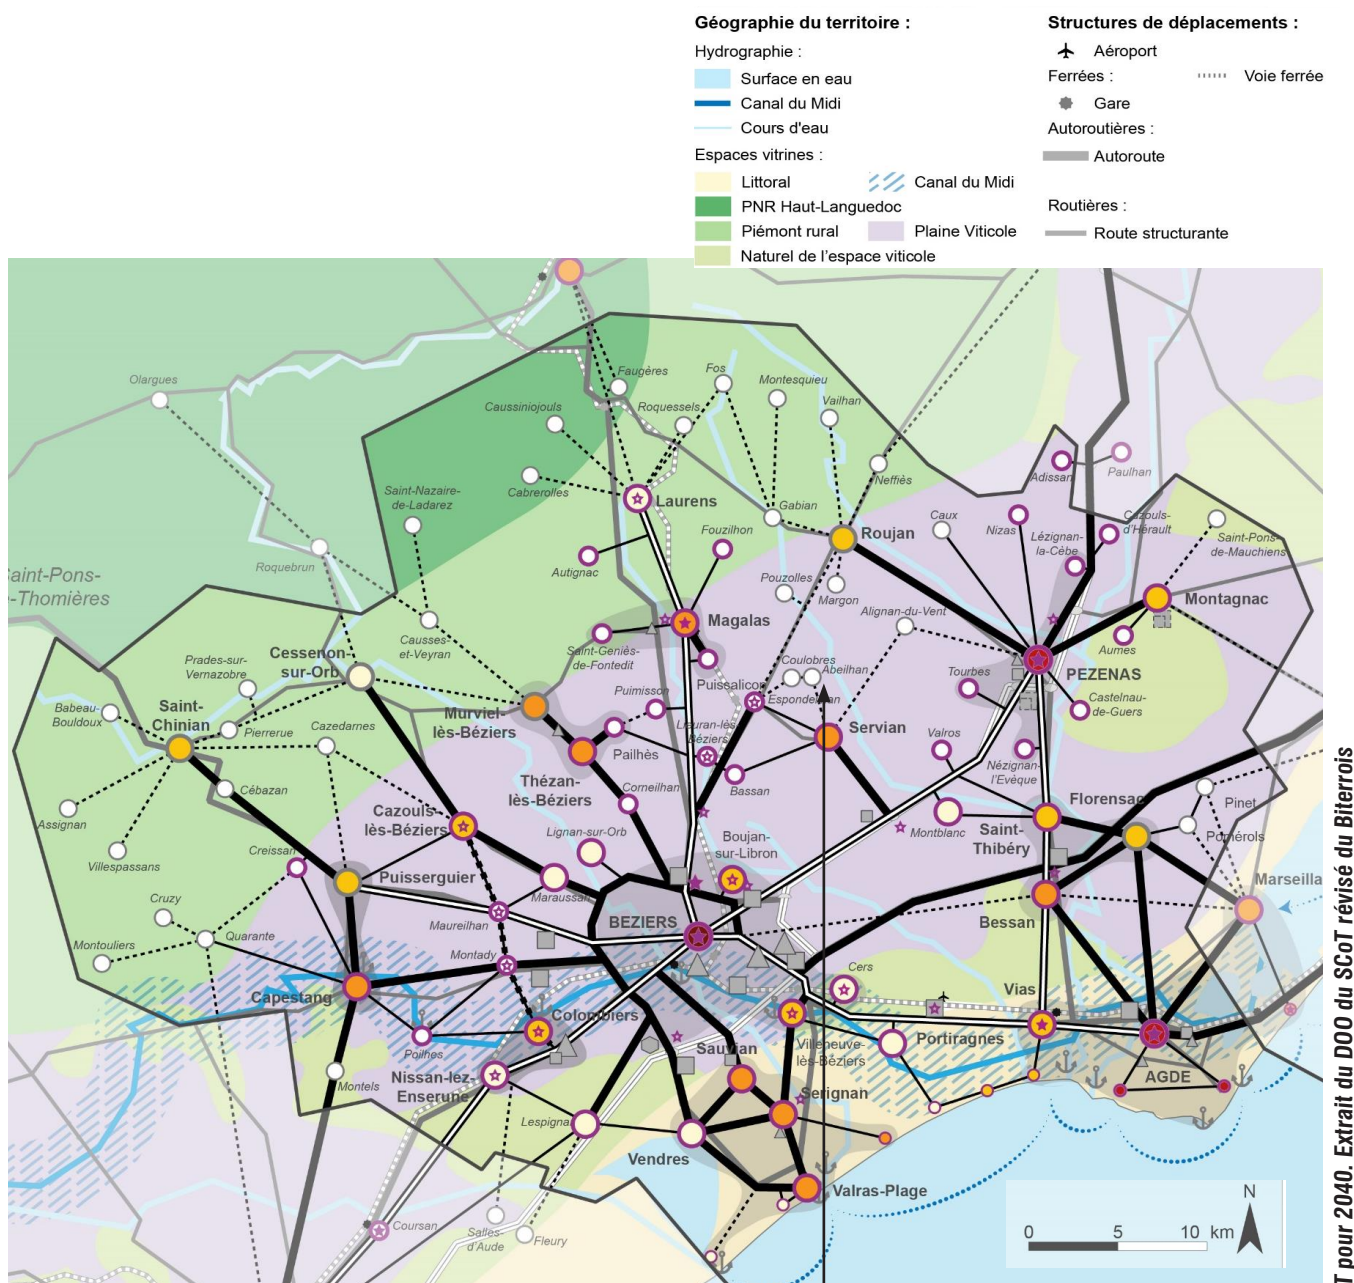 Géographie du territoire :
Hydrographie :
Surface en eau
Canal du Midi
Cours d'eau
Espaces vitrines :
Littoral
Canal du Midi
PNR Haut-Languedoc
Piémont rural
Plaine Viticole
Naturel de l'espace viticole
Structures de déplacements :
Aéroport
Ferrées :
Voie ferrée
Gare
Autoroutières :
Autoroute
Routières :
Route structurante
Olargues
Faugères
Fos
Montesquieu
Caussiniojouls
Roquessels
Vailhan
Adissan
Paulhan
Cabrerolles
Neffiès
Saint-Nazaire-
de-Ladarez
Laurens
Gabian
Caux
Nizas
Cazouls-
d'Hérault
Fouzilhon
Roujan
Lézignan-
la-Cèbe
Saint-Pons-
de-Mauchiens
Roquebrun
Autignac
Pouzolles
Margon
Alignan-du-Vent
Montagnac
Saint-Pons-
-Thomières
Magalas
Causses-
et-Veyran
Saint-Geniès-
de-Fontedit
Aumes
Cessenon-
sur-Orb
Prades-sur-
Vernazobre
Puissalicon
Coulobres
Abeilhan
PEZENAS
Tourbes
Babeau-
Bouldoux
Saint-
Chinian
Puimisson
Espondeilhan
Castelnau-
de-Guers
Pierrerue
Cazedarnes
Murviel-
lès-Béziers
Lieuran-lès-
Béziers
Servian
Valros
Pailhès
Nézignan-
l'Evèque
Cébazan
Thézan-
lès-Béziers
Corneilhan
Bassan
Florensac
Pinet
Assignan
Cazouls-
lès-Béziers
Lignan-sur-Orb
Boujan-
sur-Libron
Montblanc
Saint-
Thibéry
Pomérols
Villespassans
Creissan
Puisserguier
Maraussan
Marseilla
Cruzy
Maureilhan
BEZIERS
Bessan
Montouliers
Quarante
Montady
Cers
Capestang
Vias
Colombiers
Poilhes
Villeneuve-
lès-Béziers
Portiragnes
Sauvian
Montels
Nissan-lez-
Enserune
AGDE
Serignan
Lespignan
Vendres
Valras-Plage
Coursan
Salles-
d'Aude
Fleury
N
0 5 10 km
T pour 2040. Extrait du DOO du SCoT révisé du Biterrois